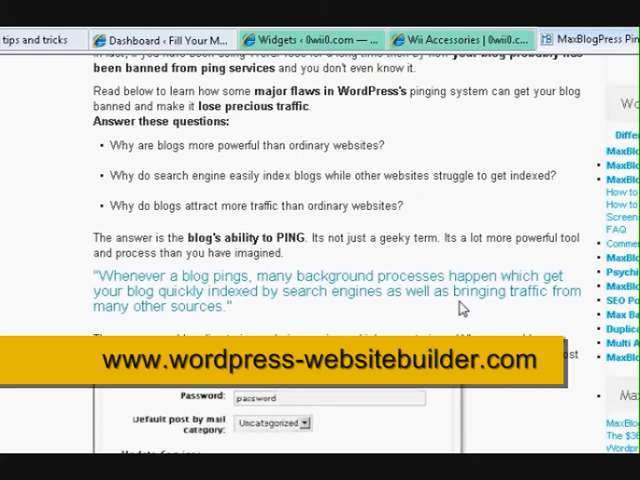 tips and tricks
Dashboard ‹ Fill Your M...
Widgets ‹ 0wii0.com — ...
Wii Accessories | 0wii0.c...
MaxBlogPress Pin
been banned from ping services and you don't even know it.
Read below to learn how some major flaws in WordPress's pinging system can get your blog
banned and make it lose precious traffic.
Answer these questions:
• Why are blogs more powerful than ordinary websites?
• Why do search engine easily index blogs while other websites struggle to get indexed?
• Why do blogs attract more traffic than ordinary websites?
The answer is the blog's ability to PING. Its not just a geeky term. Its a lot more powerful tool
and process than you have imagined.
"Whenever a blog pings, many background processes happen which get
your blog quickly indexed by search engines as well as bringing traffic from
many other sources."
www.wordpress-websitebuilder.com
Password: password
Default post by mail
category: Uncategorized
Wo
Differ
MaxBlo
• MaxBl
• MaxBl
How to
How to
Screen
FAQ
• Comme
• MaxBl
• Psychi
• MaxBl
• SEO Po
• Max Ba
• Duplica
• Multi A
• MaxBl
Ma
MaxBlo
The $3
Wordpr